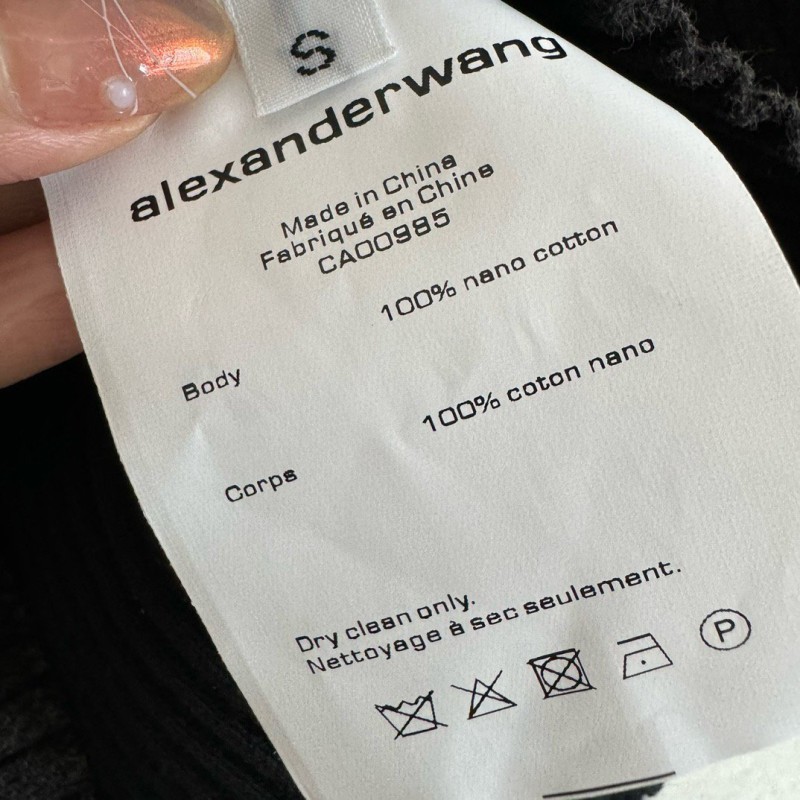 S
alexanderwang
Made in China
Fabriqué en Chine
CA00985
100% nano cotton
Body
100% coton nano
Corps
Dry clean only.
Nettoyage à sec seulement.
P